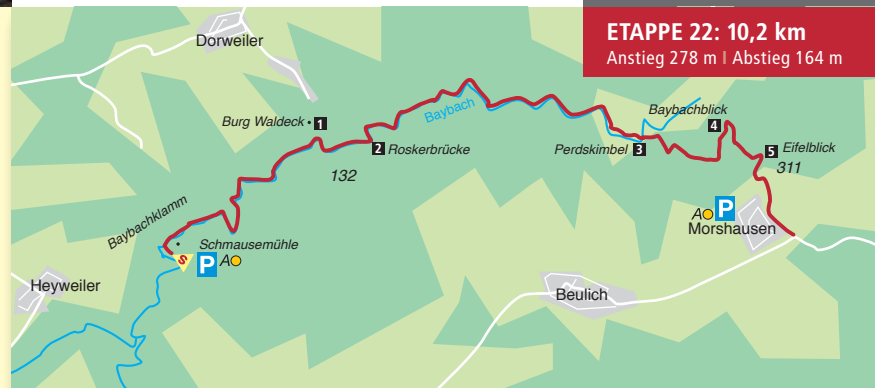 ETAPPE 22: 10,2 km
Anstieg 278 m | Abstieg 164 m
Dorweiler
Burg Waldeck
1
Baybach
Baybachblick
4
2
Roskerbrücke
Perdskimbel
3
5
Eifelblick
311
132
Baybachklamm
A
P
Morshausen
Schmausemühle
S
P
A
Heyweiler
Beulich